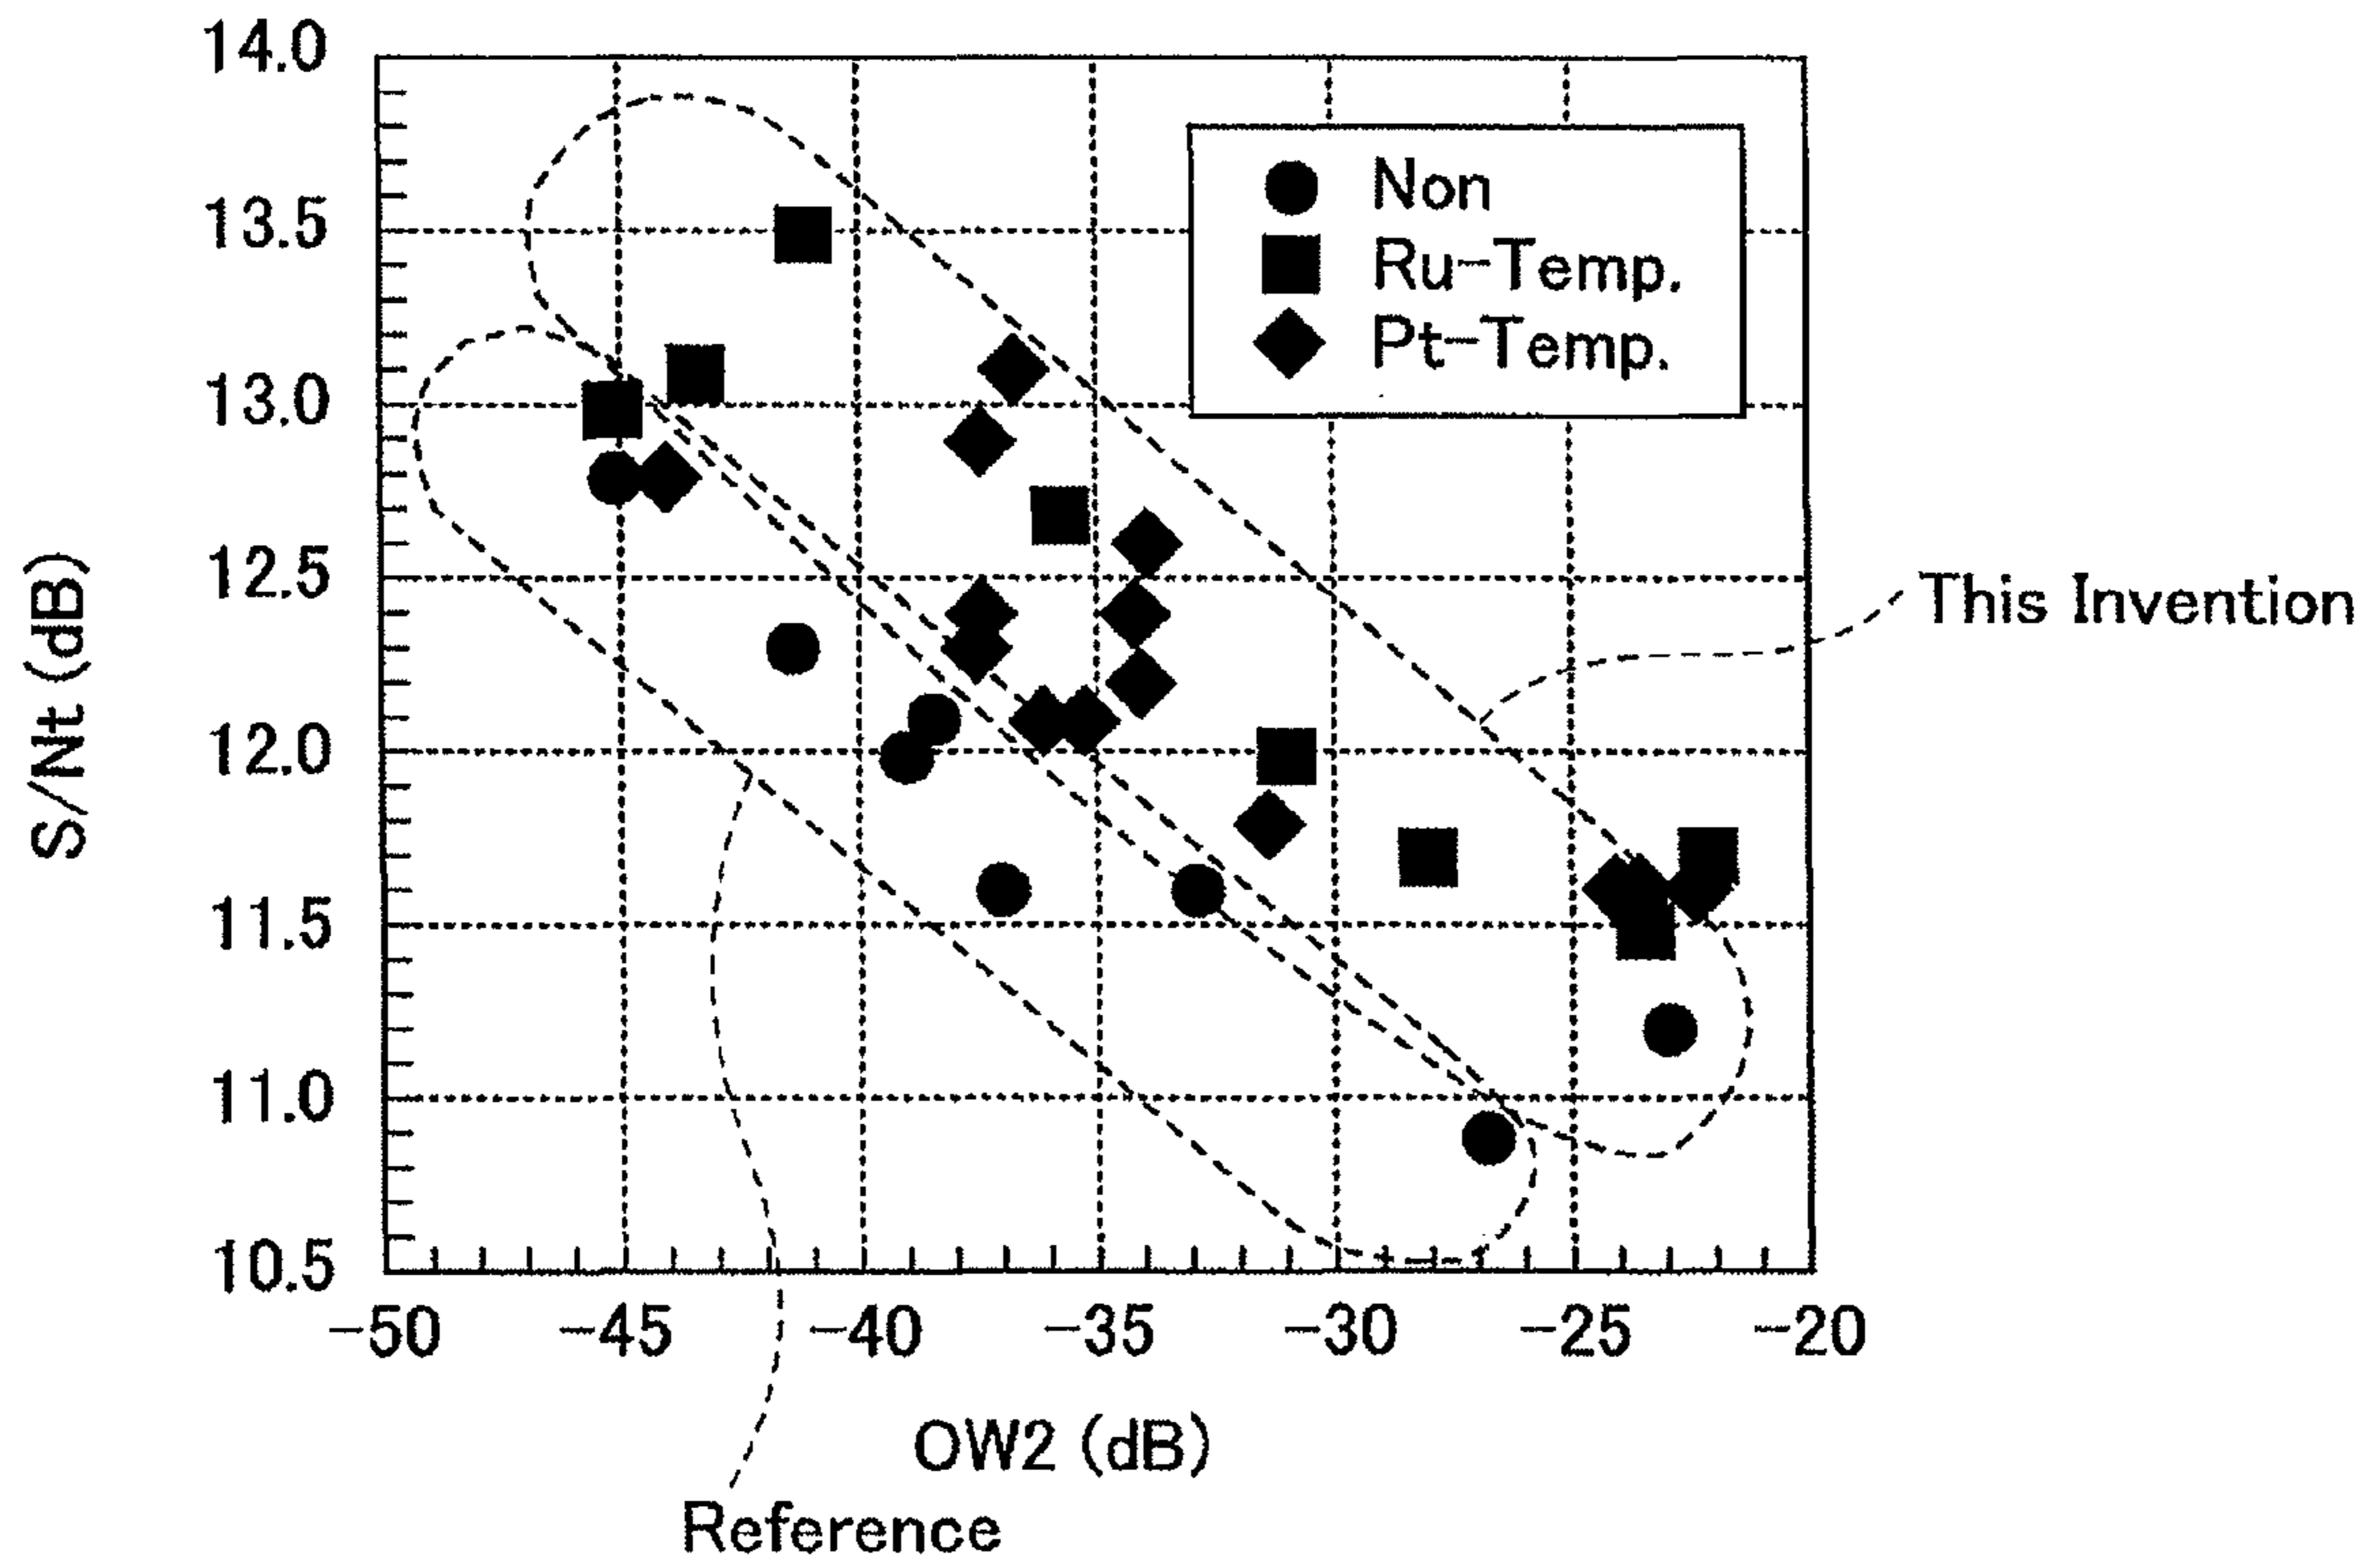 14.0
13.5
13.0
12.5
12.0
11.5
11.0
10.5
S/Nt (dB)
Non
Ru-Temp.
Pt-Temp.
This Invention
-50 -45 -40 -35 -30 -25 -20
OW2 (dB)
Reference